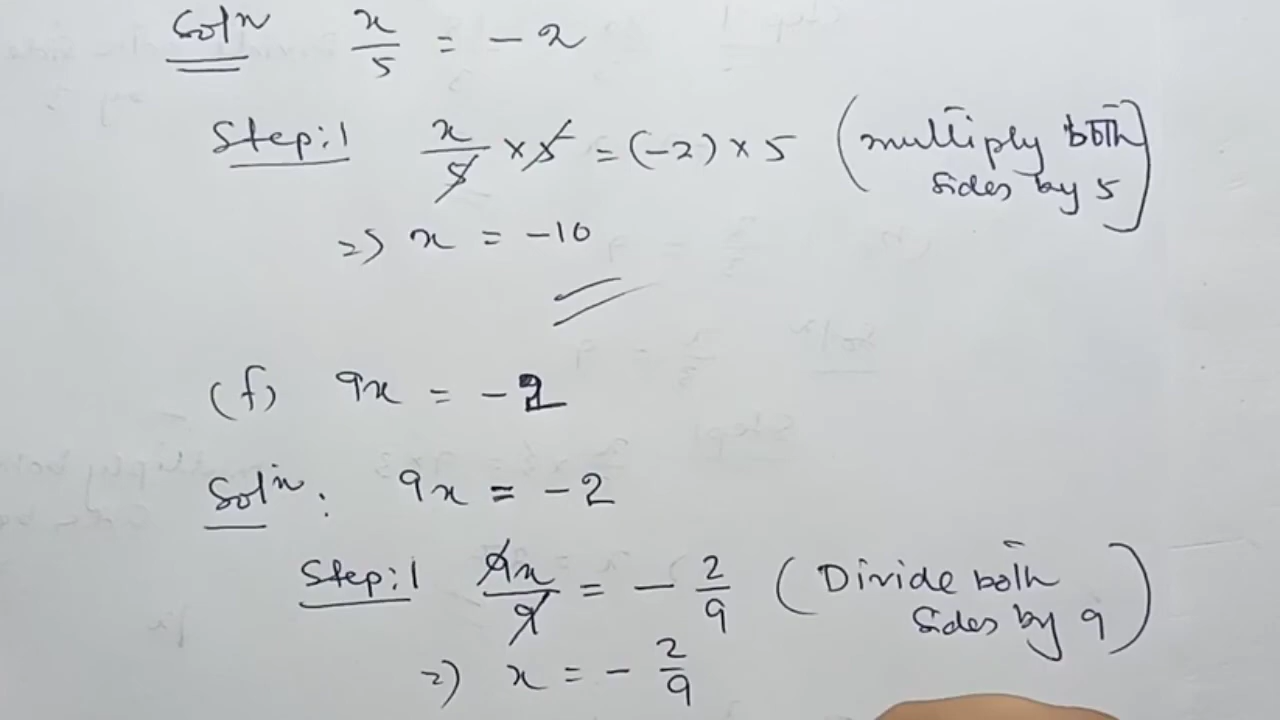 Solⁿ x/5 = -2
Step:1 x/5 × 5 = (-2) × 5 (multiply both
sides by 5)
=> x = -10
(f) 9x = -2
Solⁿ: 9x = -2
Step:1 9x/9 = - 2/9 (Divide both
sides by 9)
=> x = - 2/9